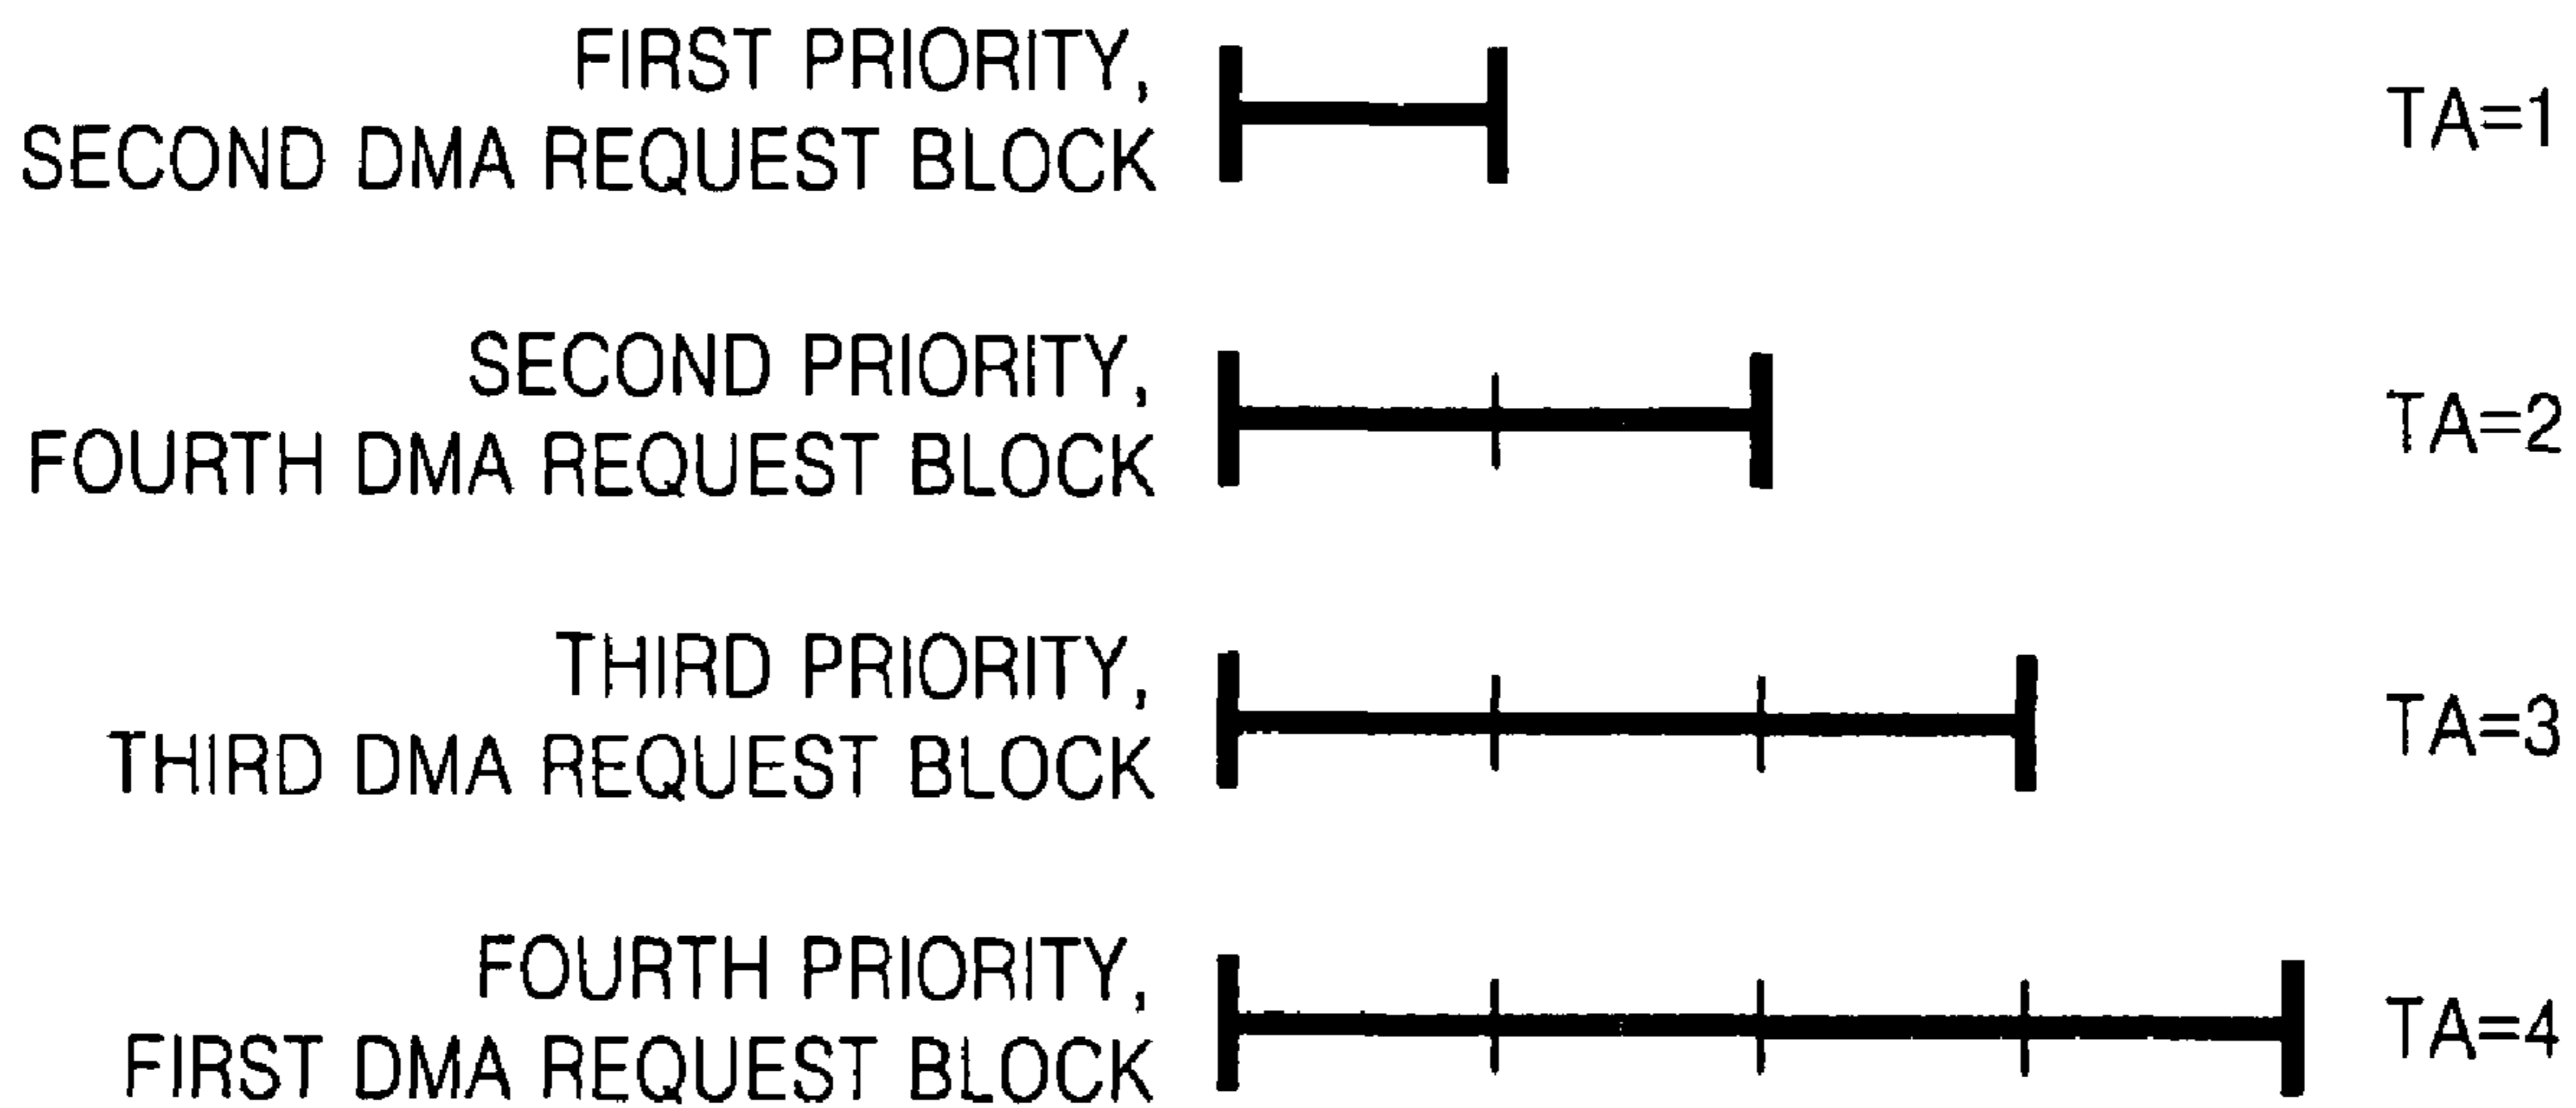 FIRST PRIORITY,
SECOND DMA REQUEST BLOCK
TA=1
SECOND PRIORITY,
FOURTH DMA REQUEST BLOCK
TA=2
THIRD PRIORITY,
THIRD DMA REQUEST BLOCK
TA=3
FOURTH PRIORITY,
FIRST DMA REQUEST BLOCK
TA=4